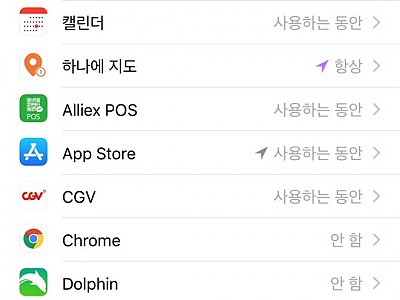 캘린더 사용하는 동안
하나에 지도 항상
POS Alliex POS 사용하는 동안
App Store 사용하는 동안
CGV CGV 사용하는 동안
Chrome 안 함
Dolphin 안 함